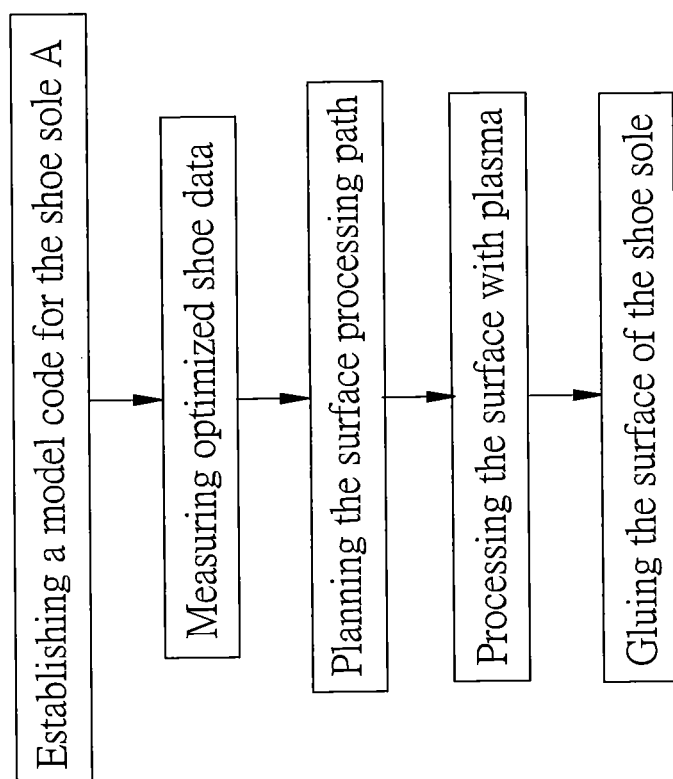 Establishing a model code for the shoe sole A
Measuring optimized shoe data
Planning the surface processing path
Processing the surface with plasma
Gluing the surface of the shoe sole